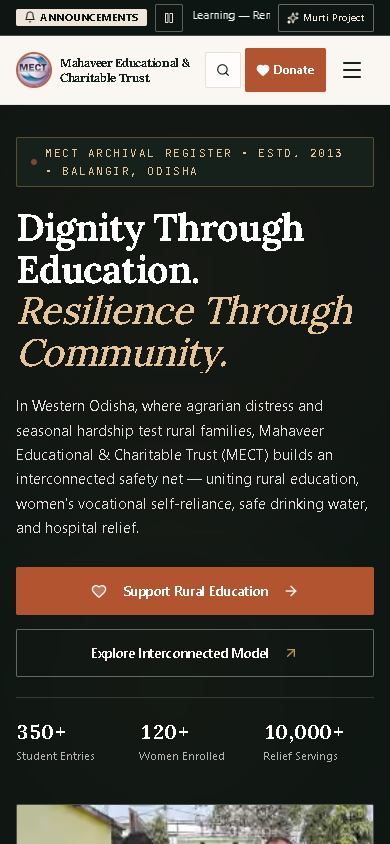 ANNOUNCEMENTS
Learning — Ren
Murti Project
MECT
Mahaveer Educational &
Charitable Trust
Donate
MECT ARCHIVAL REGISTER • ESTD. 2013
• BALANGIR, ODISHA
Dignity Through
Education.
Resilience Through
Community.
In Western Odisha, where agrarian distress and
seasonal hardship test rural families, Mahaveer
Educational & Charitable Trust (MECT) builds an
interconnected safety net — uniting rural education,
women's vocational self-reliance, safe drinking water,
and hospital relief.
Support Rural Education
Explore Interconnected Model
350+ 120+ 10,000+
Student Entries Women Enrolled Relief Servings